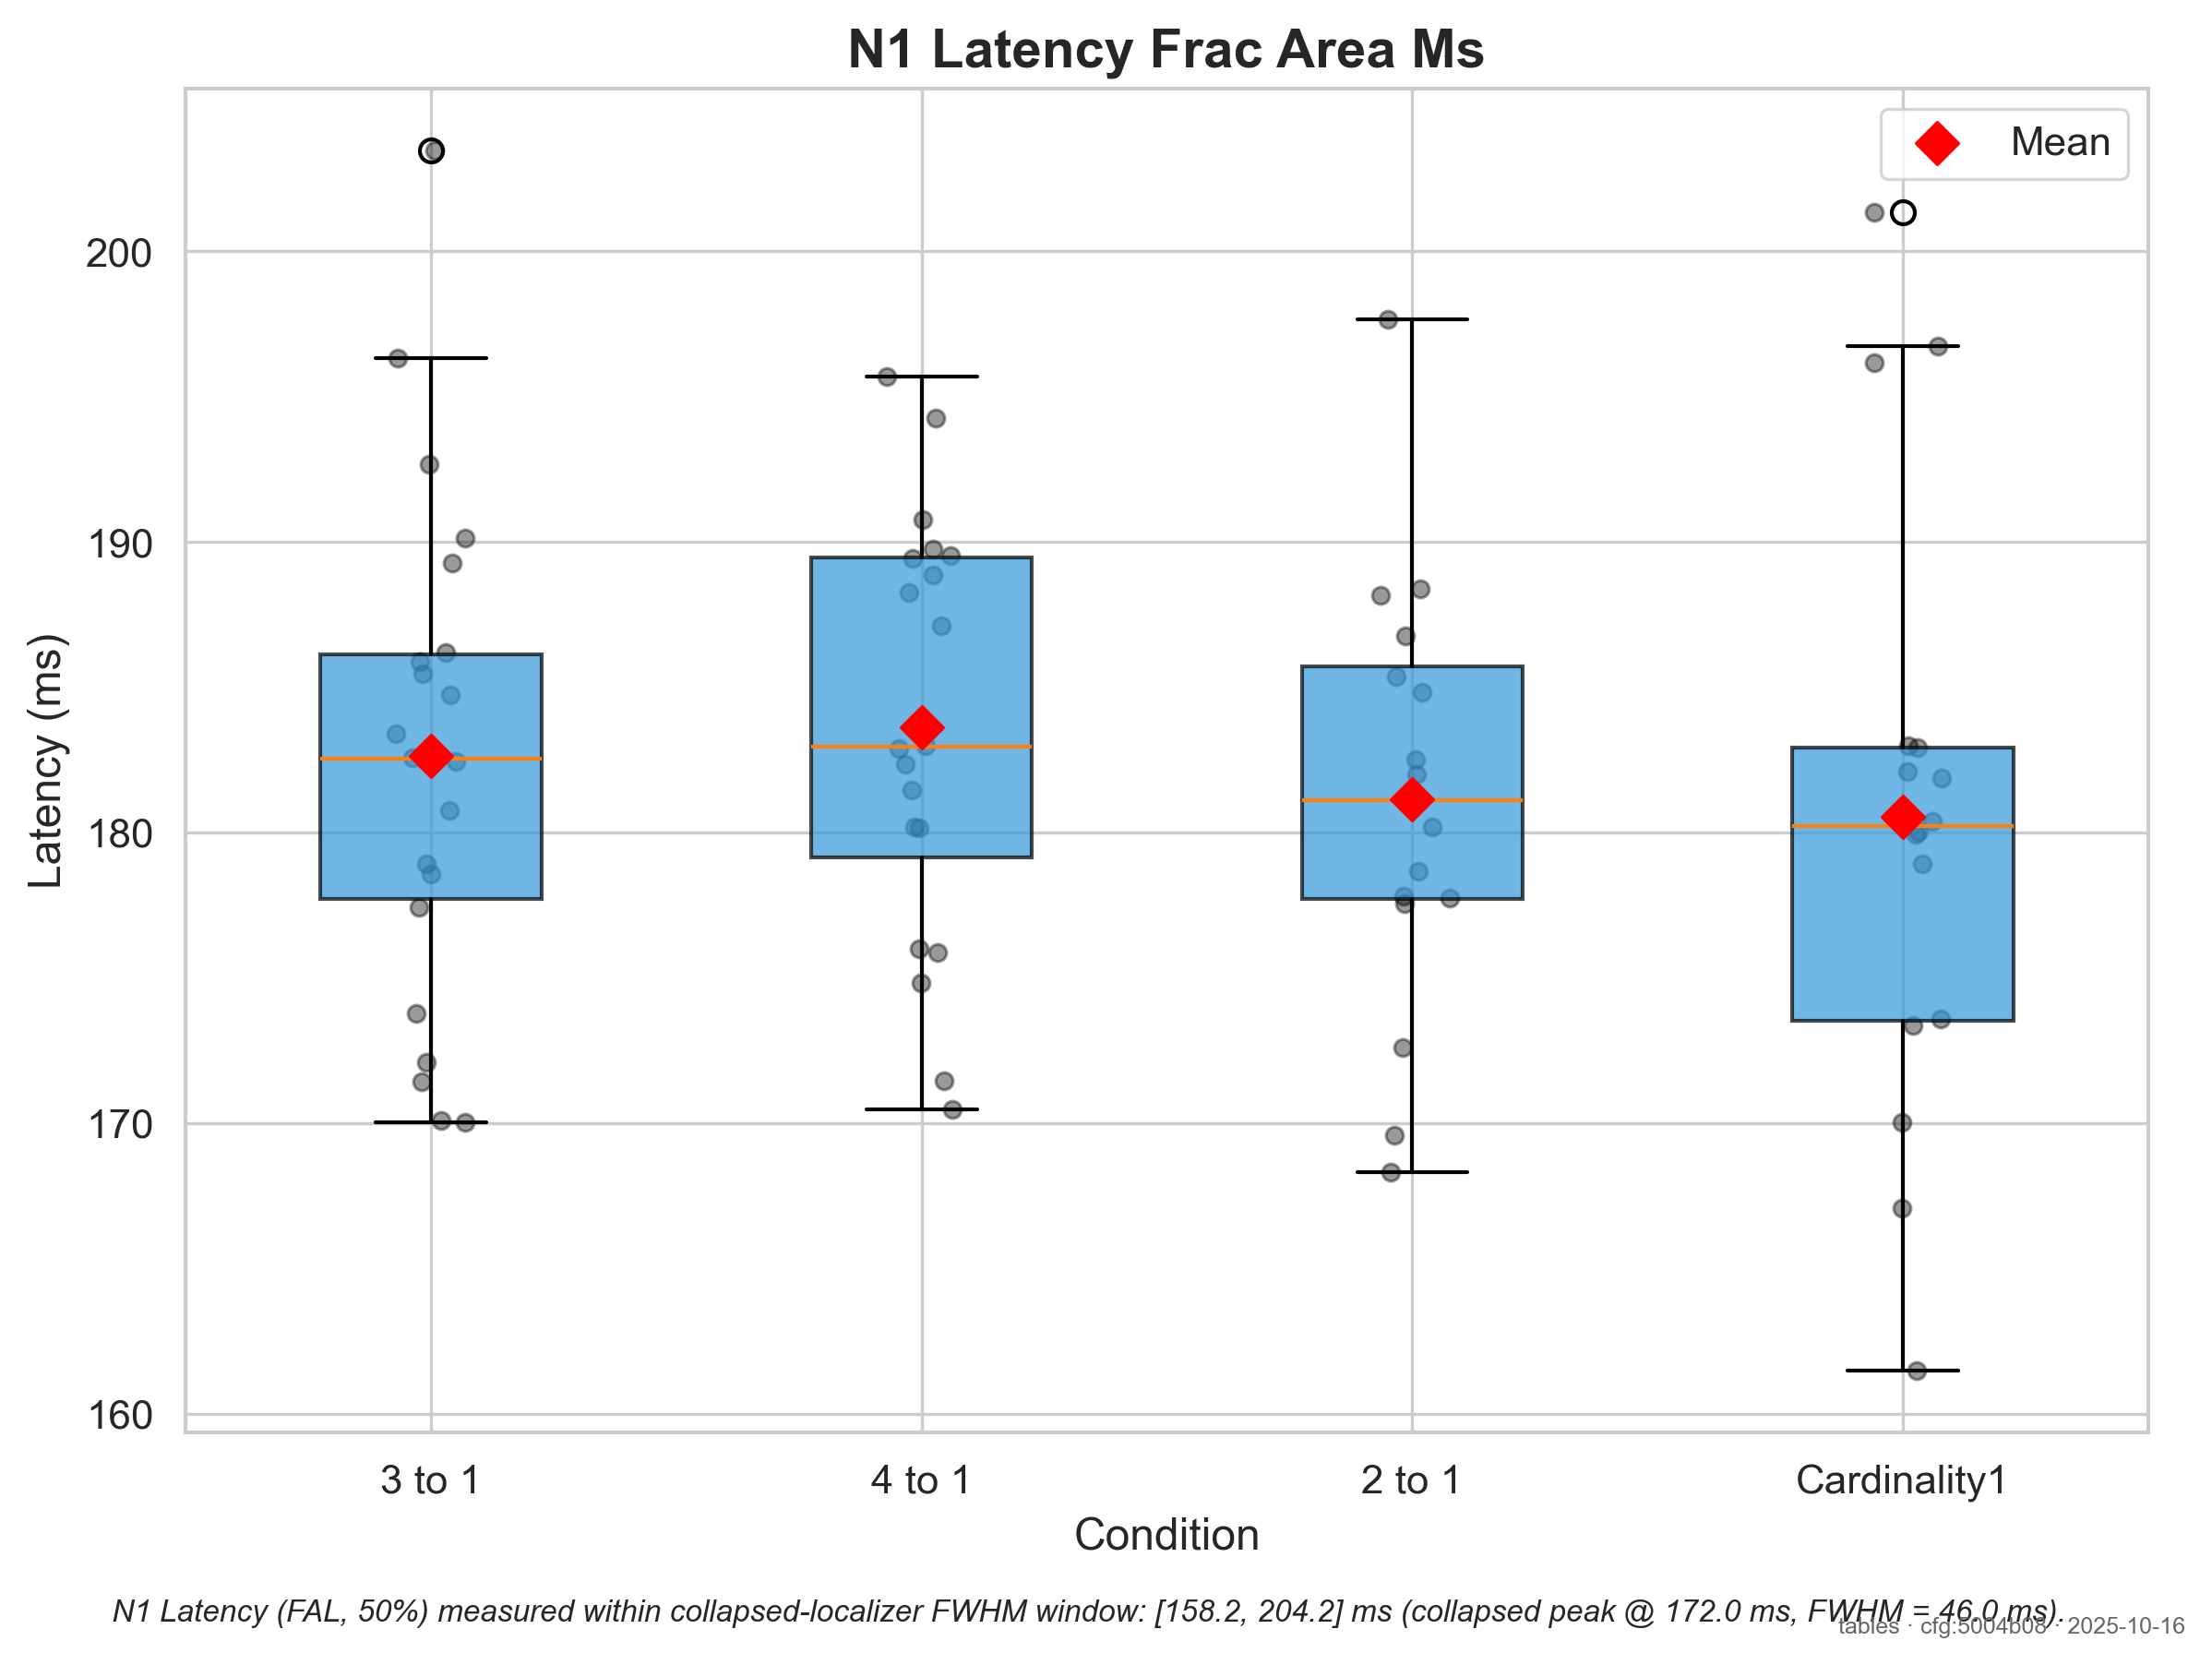 N1 Latency Frac Area Ms
Mean
200
190
180
170
160
Latency (ms)
3 to 1
4 to 1
2 to 1
Cardinality1
Condition
N1 Latency (FAL, 50%) measured within collapsed-localizer FWHM window: [158.2, 204.2] ms (collapsed peak @ 172.0 ms, FWHM = 46.0 ms).
tables · cfg:5004b08 · 2025-10-16